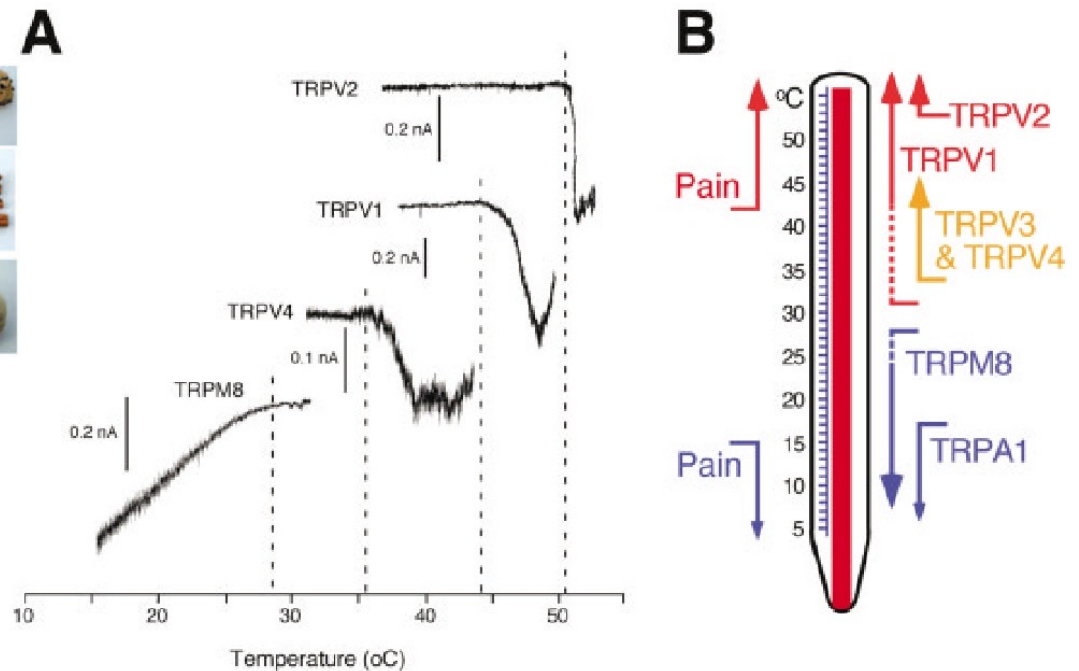 A
TRPV2
0.2 nA
TRPV1
0.2 nA
TRPV4
0.1 nA
TRPM8
0.2 nA
10 20 30 40 50
Temperature (oC)
B
oC
50
45
40
35
30
25
20
15
10
5
Pain
Pain
TRPV2
TRPV1
TRPV3
& TRPV4
TRPM8
TRPA1